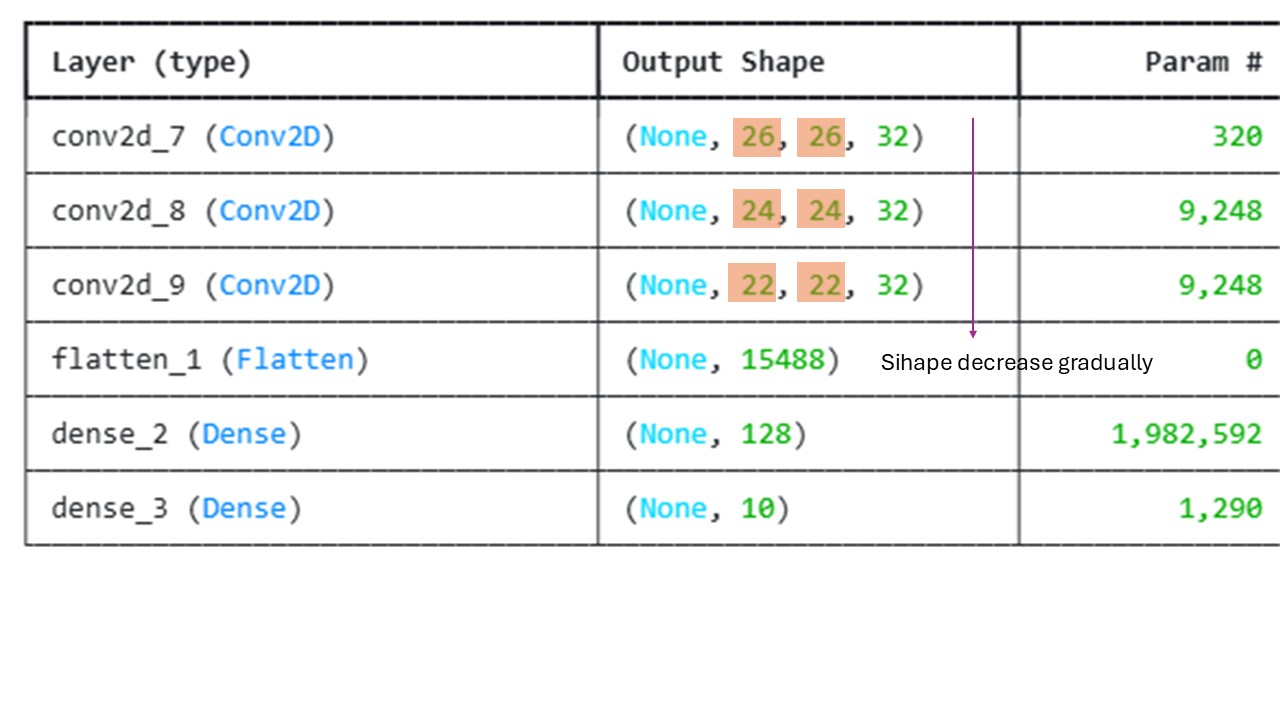 Layer (type) Output Shape Param #
conv2d_7 (Conv2D) (None, 26, 26, 32) 320
conv2d_8 (Conv2D) (None, 24, 24, 32) 9,248
conv2d_9 (Conv2D) (None, 22, 22, 32) 9,248
flatten_1 (Flatten) (None, 15488) Sihape decrease gradually 0
dense_2 (Dense) (None, 128) 1,982,592
dense_3 (Dense) (None, 10) 1,290